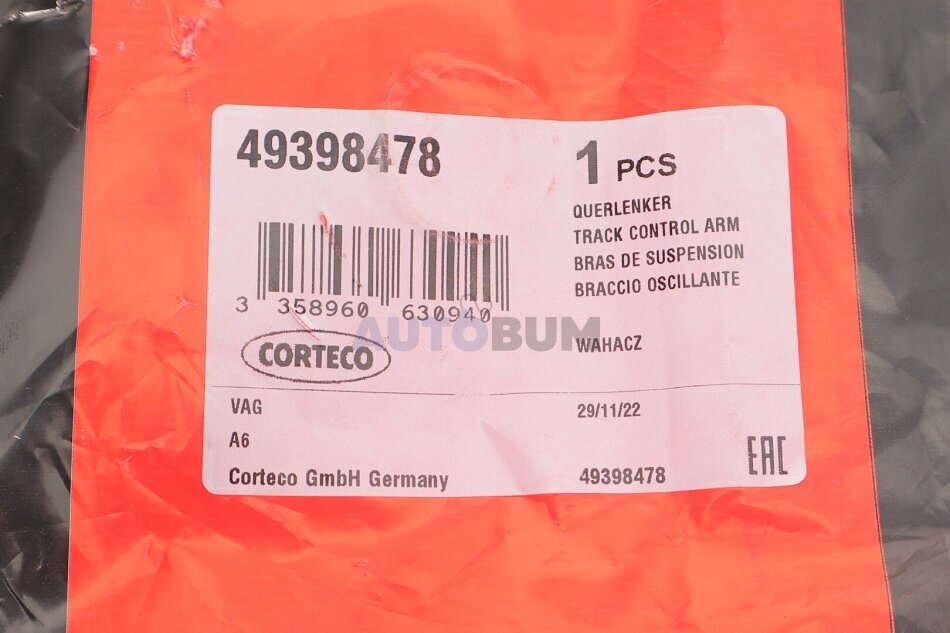 49398478
1 PCS
QUERLENKER
TRACK CONTROL ARM
BRAS DE SUSPENSION
BRACCIO OSCILLANTE
3 358960 630940
AUTOBUM
CORTECO
WAHACZ
VAG
29/11/22
A6
EAC
Corteco GmbH Germany
49398478